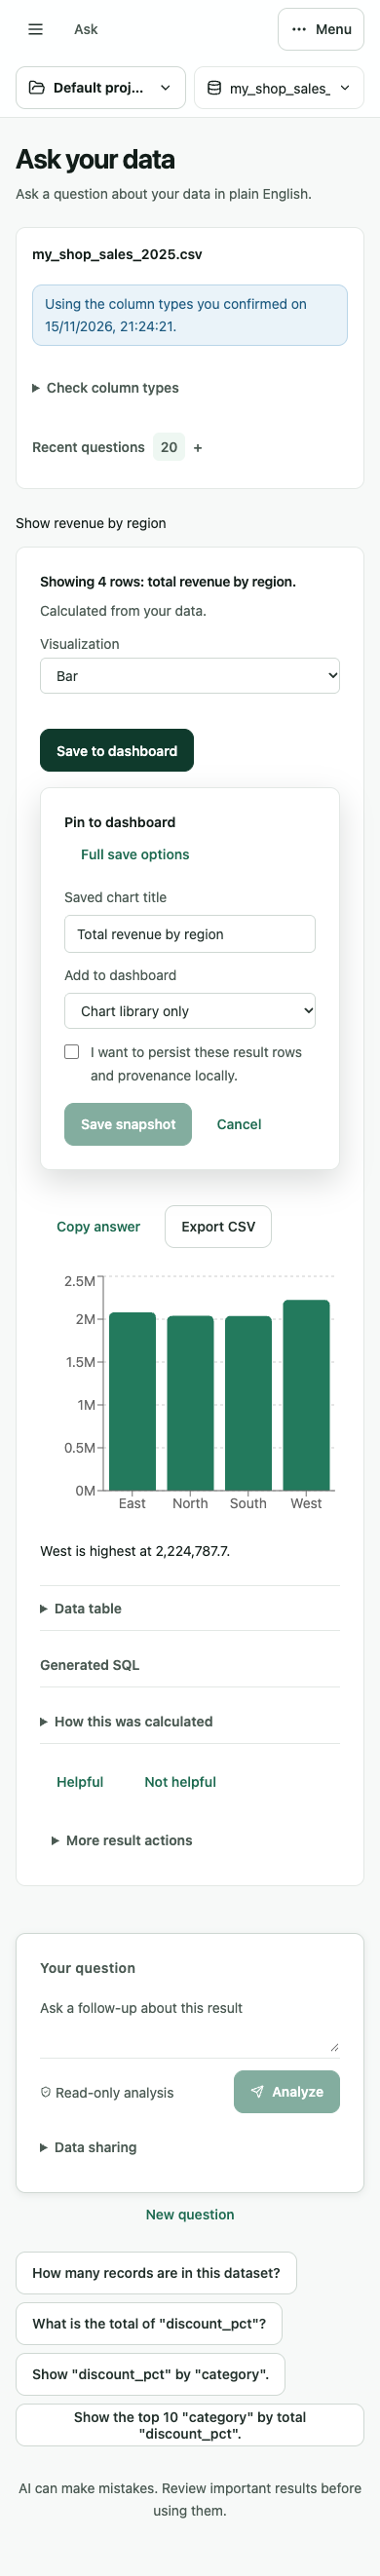 Ask
Menu
Default proj...
my_shop_sales_
Ask your data
Ask a question about your data in plain English.
my_shop_sales_2025.csv
Using the column types you confirmed on
15/11/2026, 21:24:21.
Check column types
Recent questions 20 +
Show revenue by region
Showing 4 rows: total revenue by region.
Calculated from your data.
Visualization
Bar
Save to dashboard
Pin to dashboard
Full save options
Saved chart title
Total revenue by region
Add to dashboard
Chart library only
I want to persist these result rows
and provenance locally.
Save snapshot
Cancel
Copy answer
Export CSV
2.5M
2M
1.5M
1M
0.5M
0M
East North South West
West is highest at 2,224,787.7.
Data table
Generated SQL
How this was calculated
Helpful
Not helpful
More result actions
Your question
Ask a follow-up about this result
Read-only analysis
Analyze
Data sharing
New question
How many records are in this dataset?
What is the total of "discount_pct"?
Show "discount_pct" by "category".
Show the top 10 "category" by total
"discount_pct".
AI can make mistakes. Review important results before
using them.